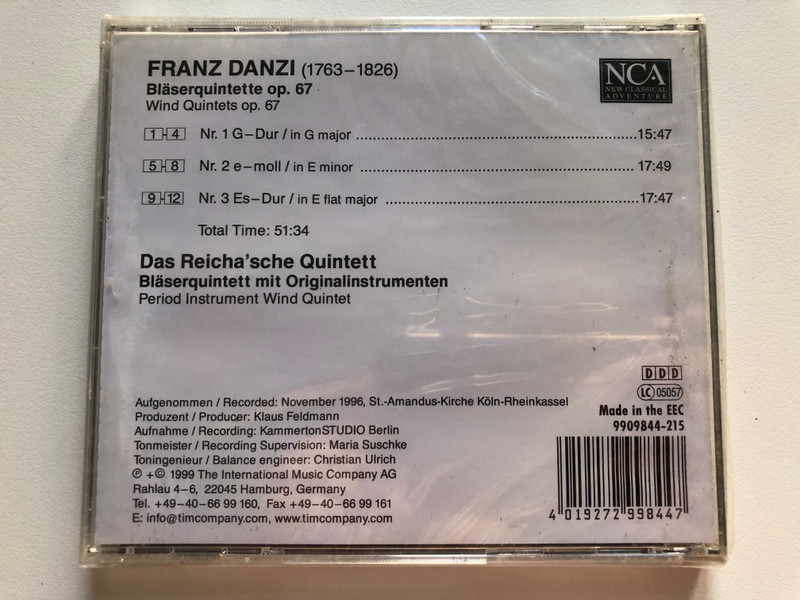 FRANZ DANZI (1763–1826)
Bläserquintette op. 67
Wind Quintets op. 67
NCA
NEW CLASSICAL
ADVENTURE
1-4 Nr. 1 G–Dur / in G major 15:47
5-8 Nr. 2 e–moll / in E minor 17:49
9-12 Nr. 3 Es–Dur / in E flat major 17:47
Total Time: 51:34
Das Reicha'sche Quintett
Bläserquintett mit Originalinstrumenten
Period Instrument Wind Quintet
Aufgenommen / Recorded: November 1996, St.-Amandus-Kirche Köln-Rheinkassel
Produzent / Producer: Klaus Feldmann
Aufnahme / Recording: KammertonSTUDIO Berlin
Tonmeister / Recording Supervision: Maria Suschke
Toningenieur / Balance engineer: Christian Ulrich
℗ +© 1999 The International Music Company AG
Rahlau 4–6, 22045 Hamburg, Germany
Tel. +49–40–66 99 160, Fax +49–40–66 99 161
E: info@timcompany.com, www.timcompany.com
DDD
LC 05057
Made in the EEC
9909844-215
4 019272 998447